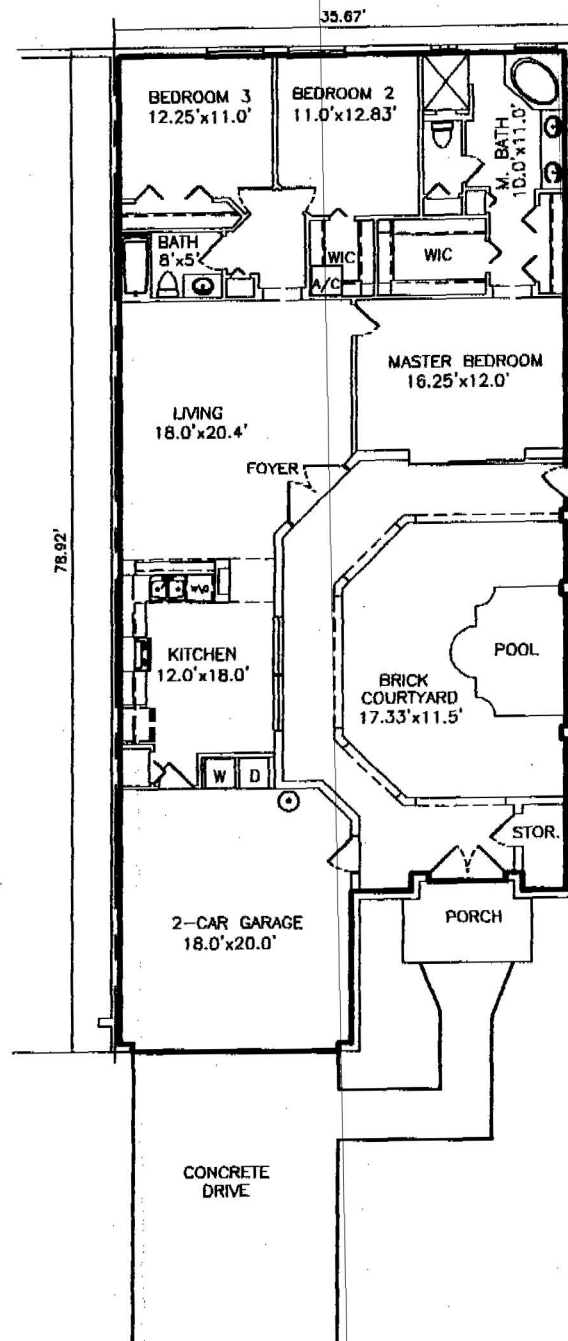 35.67'
BEDROOM 3
12.25'x11.0'
BEDROOM 2
11.0'x12.83'
M. BATH
10.0'x11.0'
BATH
8'x5'
WIC
A/C
WIC
MASTER BEDROOM
16.25'x12.0'
LIVING
18.0'x20.4'
FOYER
78.92'
KITCHEN
12.0'x18.0'
POOL
BRICK
COURTYARD
17.33'x11.5'
W D
STOR.
2-CAR GARAGE
18.0'x20.0'
PORCH
CONCRETE
DRIVE